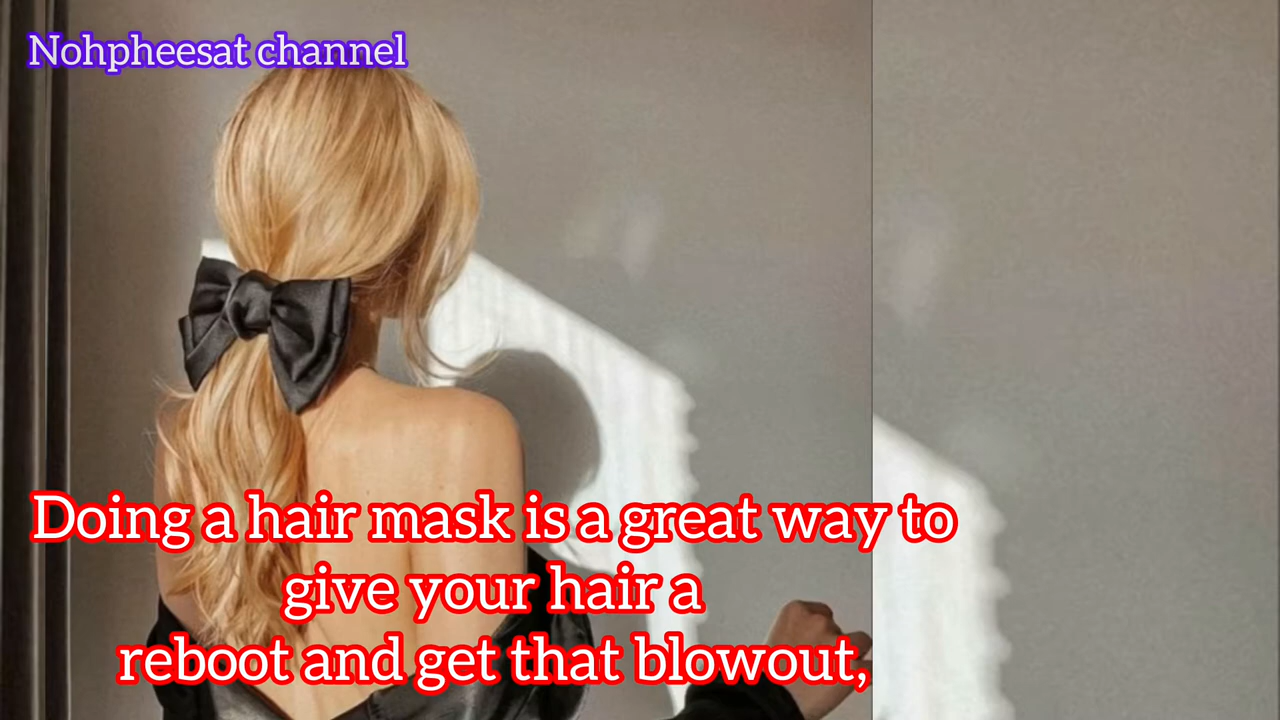 Nohpheesat channel
Doing a hair mask is a great way to
give your hair a
reboot and get that blowout,